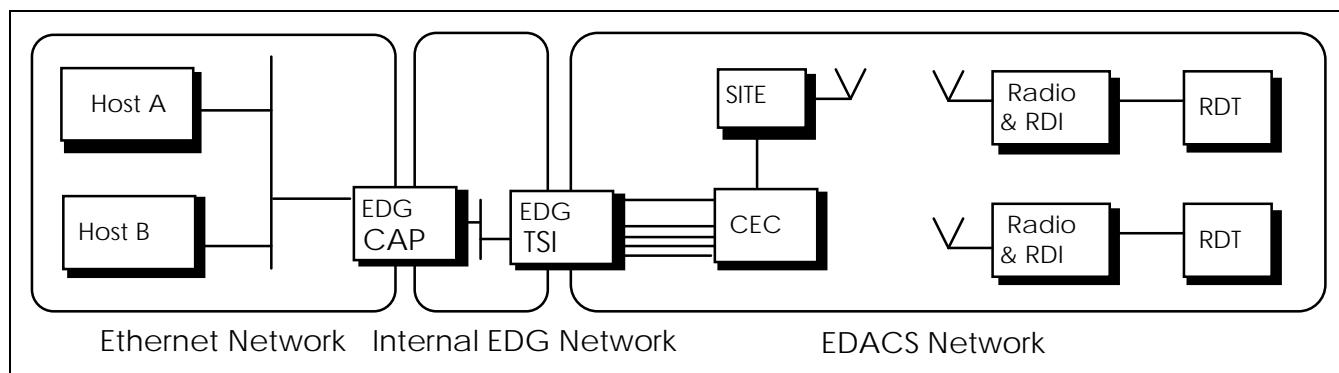 Host A
Host B
EDG
CAP
EDG
TSI
SITE
CEC
Radio
& RDI
RDT
Radio
& RDI
RDT
Ethernet Network
Internal EDG Network
EDACS Network